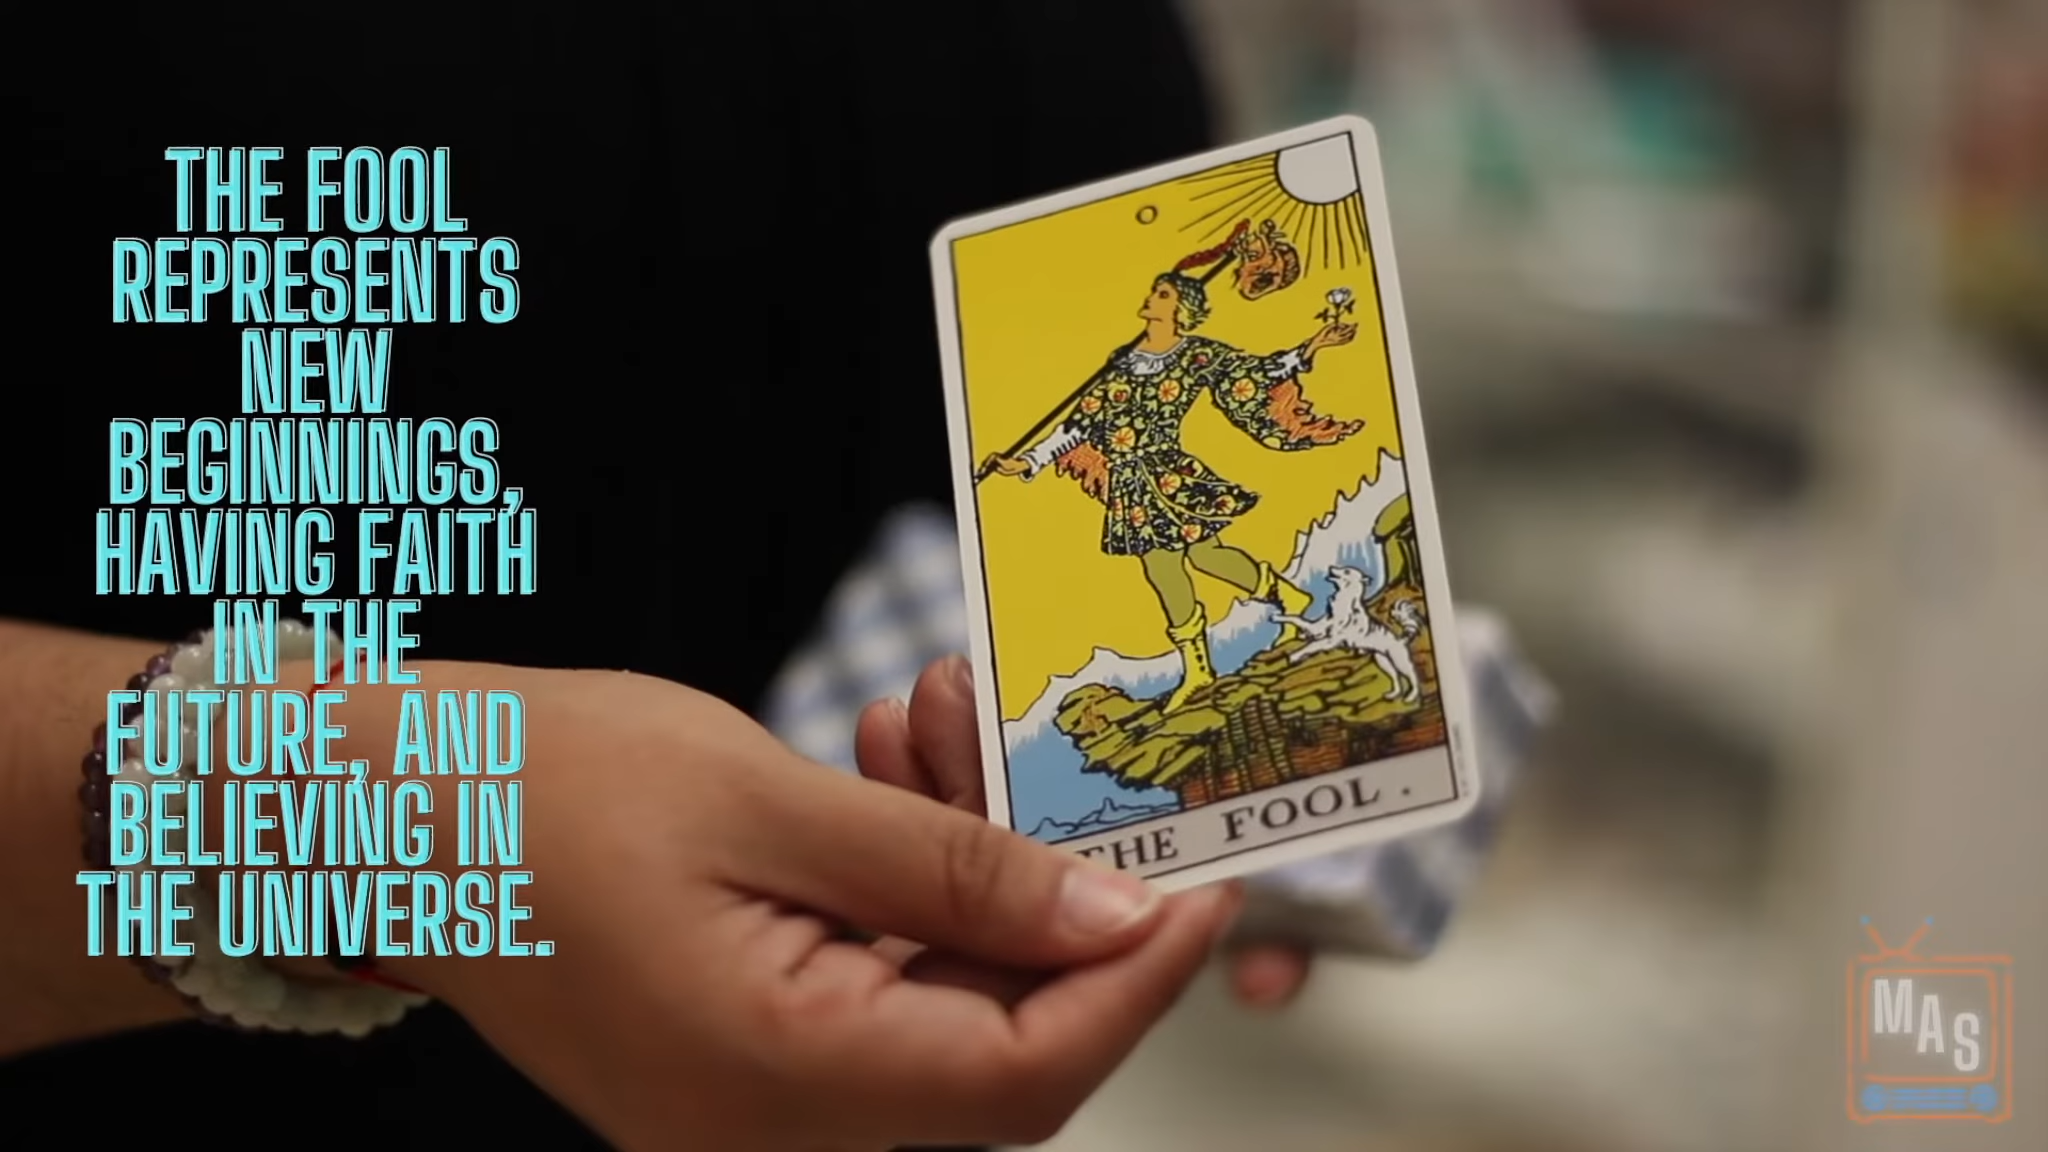 THE FOOL
REPRESENTS
NEW
BEGINNINGS,
HAVING FAITH
IN THE
FUTURE, AND
BELIEVING IN
THE UNIVERSE.
0
THE FOOL.
MAS